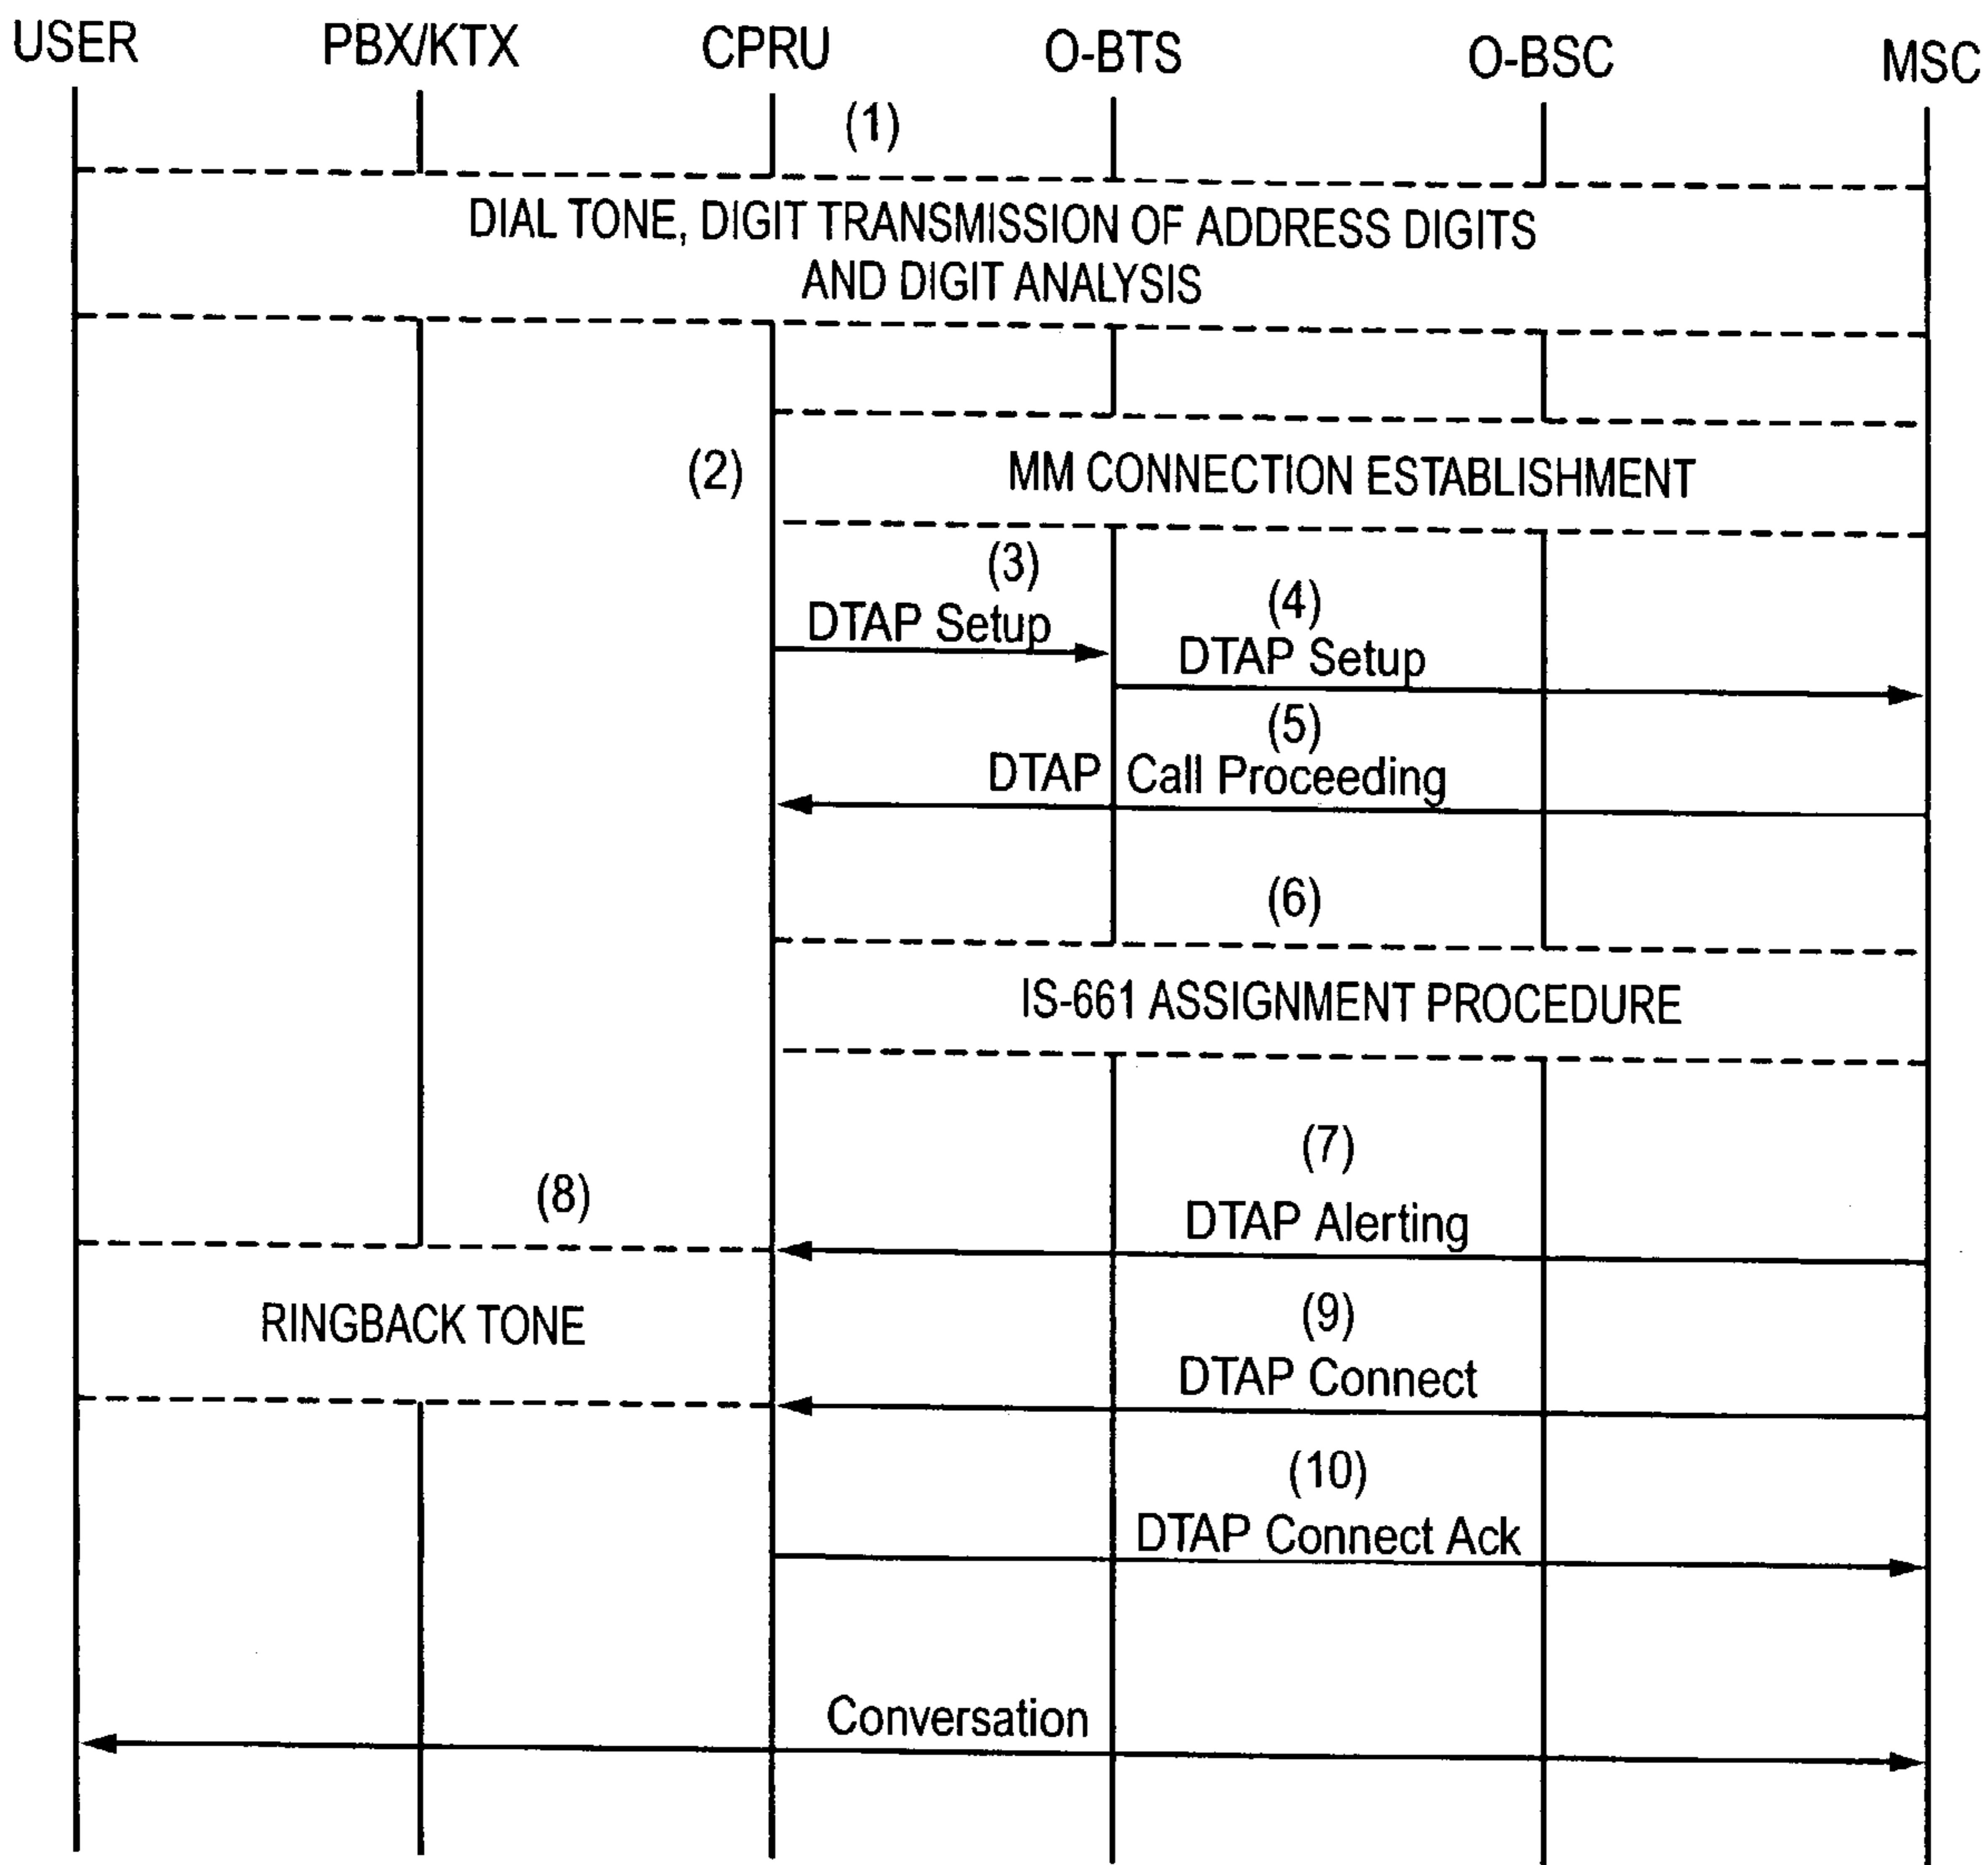 USER PBX/KTX CPRU O-BTS O-BSC MSC
(1)
DIAL TONE, DIGIT TRANSMISSION OF ADDRESS DIGITS
AND DIGIT ANALYSIS
(2)
MM CONNECTION ESTABLISHMENT
(3)
DTAP Setup
(4)
DTAP Setup
(5)
DTAP Call Proceeding
(6)
IS-661 ASSIGNMENT PROCEDURE
(7)
DTAP Alerting
(8)
RINGBACK TONE
(9)
DTAP Connect
(10)
DTAP Connect Ack
Conversation